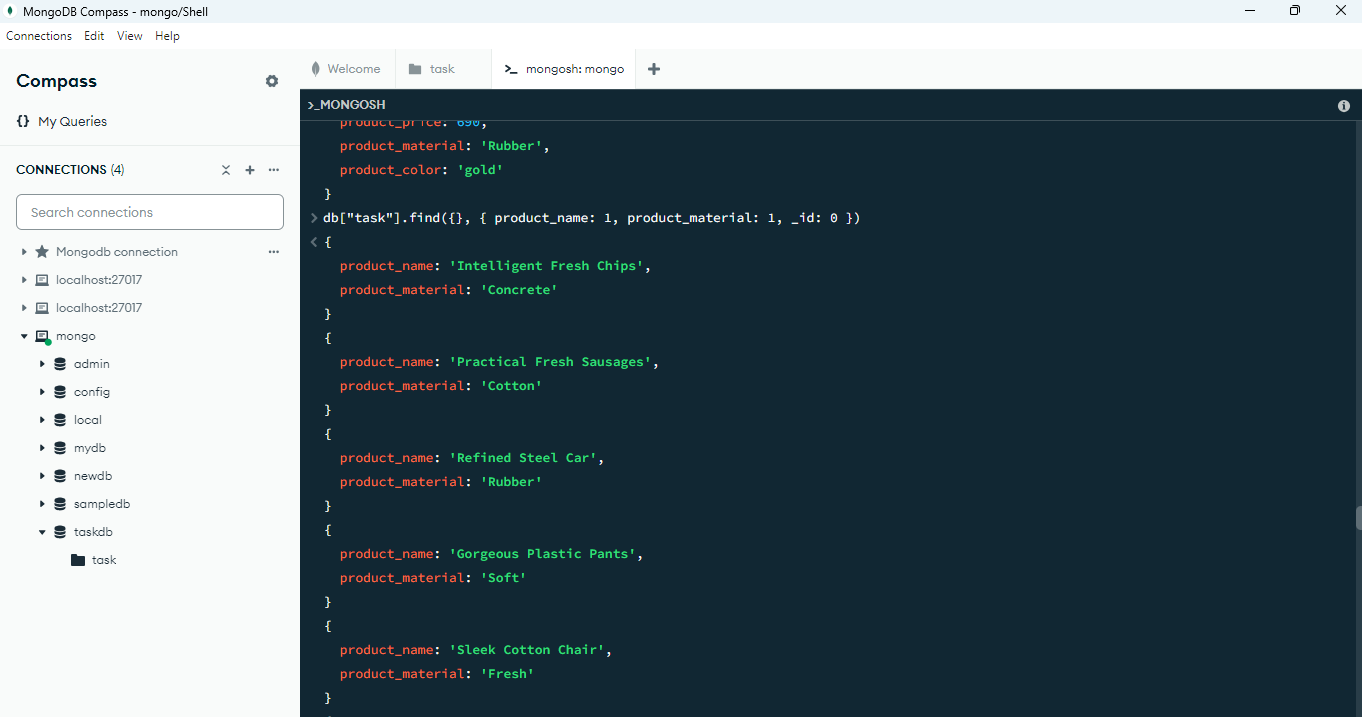 MongoDB Compass - mongo/Shell
Connections Edit View Help
Compass
{} My Queries
CONNECTIONS (4)
Search connections
Mongodb connection
localhost:27017
localhost:27017
mongo
admin
config
local
mydb
newdb
sampledb
taskdb
task
Welcome
task
>_ mongosh: mongo
>_MONGOSH
product_price: 690,
product_material: 'Rubber',
product_color: 'gold'
}
> db["task"].find({}, { product_name: 1, product_material: 1, _id: 0 })
< {
product_name: 'Intelligent Fresh Chips',
product_material: 'Concrete'
}
{
product_name: 'Practical Fresh Sausages',
product_material: 'Cotton'
}
{
product_name: 'Refined Steel Car',
product_material: 'Rubber'
}
{
product_name: 'Gorgeous Plastic Pants',
product_material: 'Soft'
}
{
product_name: 'Sleek Cotton Chair',
product_material: 'Fresh'
}